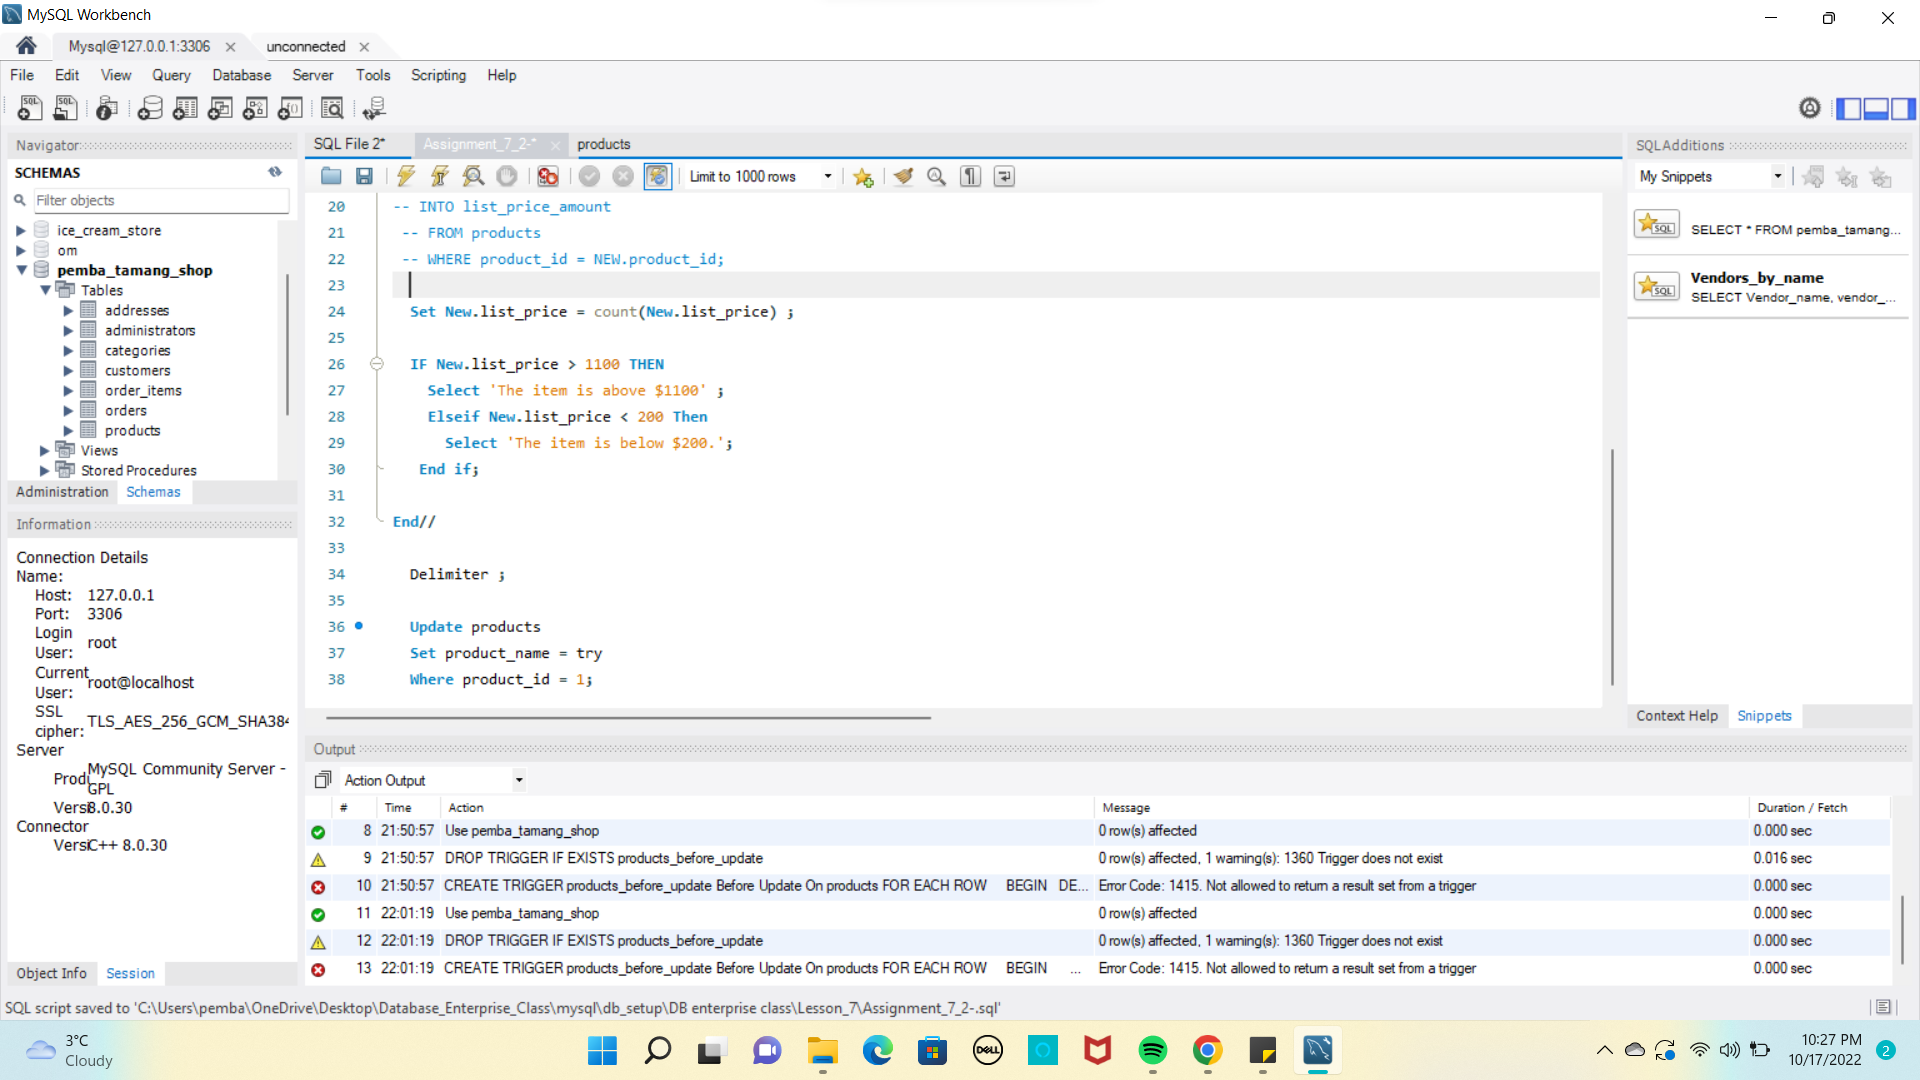 MySQL Workbench
Mysql@127.0.0.1:3306
unconnected
File Edit View Query Database Server Tools Scripting Help
Navigator
SCHEMAS
Filter objects
ice_cream_store
om
pemba_tamang_shop
Tables
addresses
administrators
categories
customers
order_items
orders
products
Views
Stored Procedures
Administration Schemas
Information
Connection Details
Name:
Host: 127.0.0.1
Port: 3306
Login User: root
Current User: root@localhost
SSL cipher: TLS_AES_256_GCM_SHA384
Server
MySQL Community Server - GPL
8.0.30
Connector
C++ 8.0.30
Object Info Session
SQL File 2* Assignment_7_2-* products
Limit to 1000 rows
20 -- INTO list_price_amount
21 -- FROM products
22 -- WHERE product_id = NEW.product_id;
23
24 Set New.list_price = count(New.list_price) ;
25
26 IF New.list_price > 1100 THEN
27 Select 'The item is above $1100' ;
28 Elseif New.list_price < 200 Then
29 Select 'The item is below $200.';
30 End if;
31
32 End//
33
34 Delimiter ;
35
36 Update products
37 Set product_name = try
38 Where product_id = 1;
Output
Action Output
# Time Action Message Duration / Fetch
8 21:50:57 Use pemba_tamang_shop 0 row(s) affected 0.000 sec
9 21:50:57 DROP TRIGGER IF EXISTS products_before_update 0 row(s) affected, 1 warning(s): 1360 Trigger does not exist 0.016 sec
10 21:50:57 CREATE TRIGGER products_before_update Before Update On products FOR EACH ROW BEGIN DE... Error Code: 1415. Not allowed to return a result set from a trigger 0.000 sec
11 22:01:19 Use pemba_tamang_shop 0 row(s) affected 0.000 sec
12 22:01:19 DROP TRIGGER IF EXISTS products_before_update 0 row(s) affected, 1 warning(s): 1360 Trigger does not exist 0.000 sec
13 22:01:19 CREATE TRIGGER products_before_update Before Update On products FOR EACH ROW BEGIN ... Error Code: 1415. Not allowed to return a result set from a trigger 0.000 sec
SQLAdditions
My Snippets
SQL SELECT * FROM pemba_tamang...
Vendors_by_name
SQL SELECT Vendor_name, vendor_...
Context Help Snippets
SQL script saved to 'C:\Users\pemba\OneDrive\Desktop\Database_Enterprise_Class\mysql\db_setup\DB enterprise class\Lesson_7\Assignment_7_2-.sql'
3°C
Cloudy
DELL
10:27 PM
10/17/2022
2